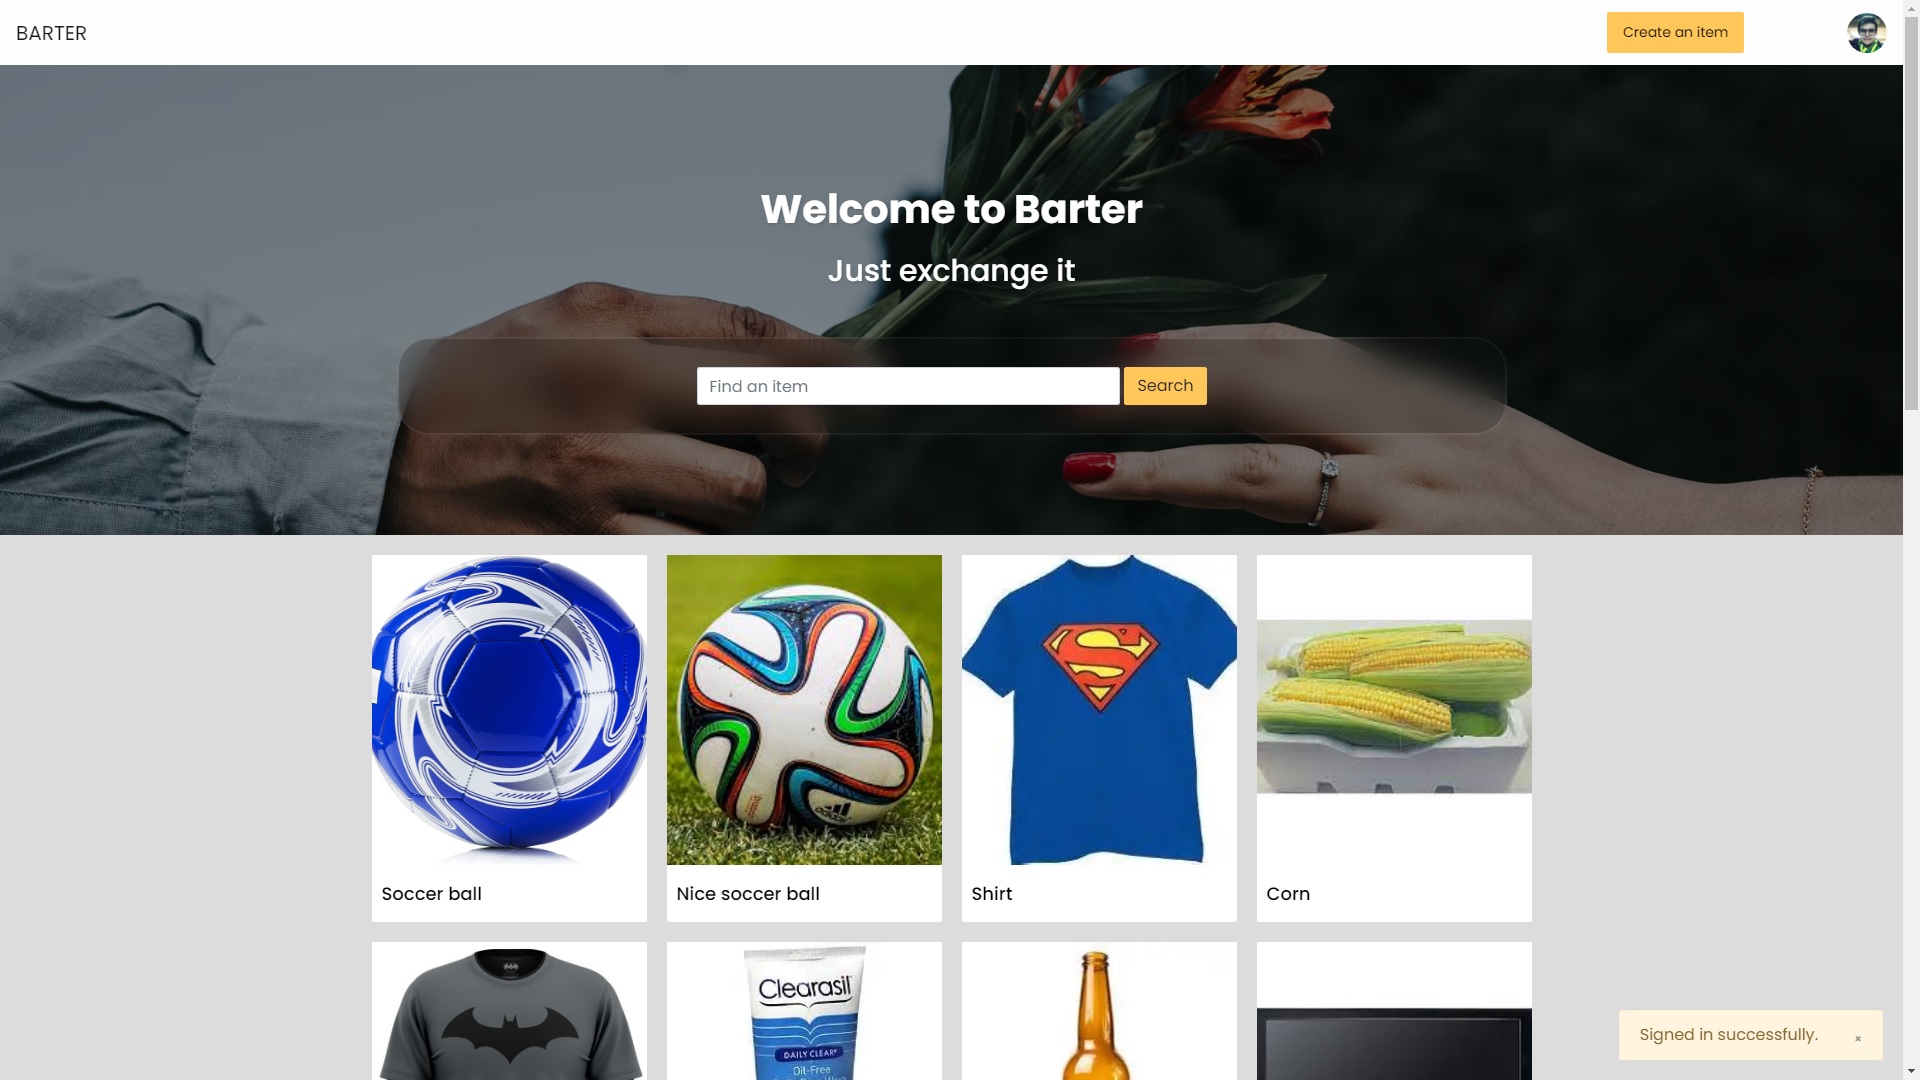 BARTER
Create an item
Welcome to Barter
Just exchange it
Find an item
Search
adidas
Soccer ball
Nice soccer ball
Shirt
Corn
Clearasil
DAILY CLEAR
Oil-Free
Signed in successfully.
×